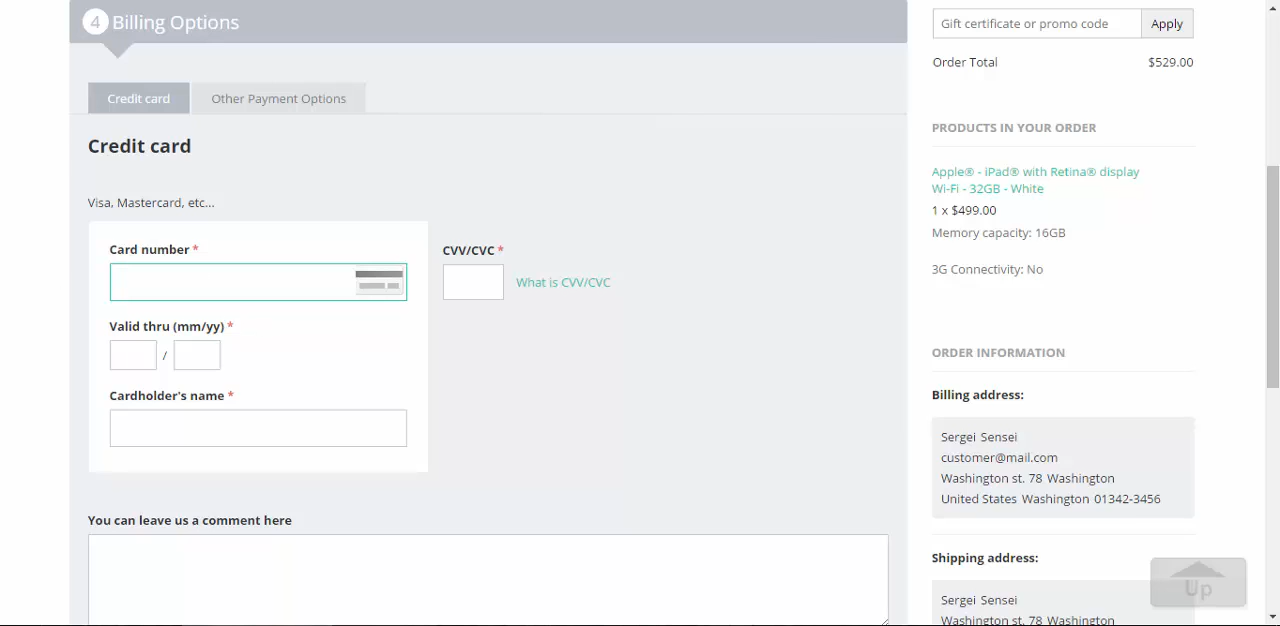 4 Billing Options
Credit card
Other Payment Options
Credit card
Visa, Mastercard, etc...
Card number *
CVV/CVC *
What is CVV/CVC
Valid thru (mm/yy) *
/
Cardholder's name *
You can leave us a comment here
Gift certificate or promo code
Apply
Order Total $529.00
PRODUCTS IN YOUR ORDER
Apple® - iPad® with Retina® display
Wi-Fi - 32GB - White
1 x $499.00
Memory capacity: 16GB
3G Connectivity: No
ORDER INFORMATION
Billing address:
Sergei Sensei
customer@mail.com
Washington st. 78 Washington
United States Washington 01342-3456
Shipping address:
Sergei Sensei
Washington st. 78 Washington
Up